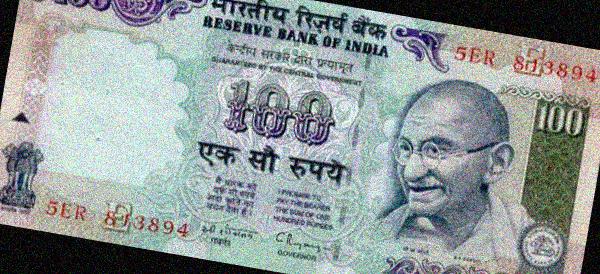 भारतीय रिज़र्व बैंक
RESERVE BANK OF INDIA
केन्द्रीय सरकार द्वारा प्रत्याभूत
GUARANTEED BY THE CENTRAL GOVERNMENT
5ER 813894
100
100
एक सौ रुपये
I PROMISE TO
PAY THE BEARER
THE SUM OF ONE
HUNDRED RUPEES
5ER 813894
GOVERNOR